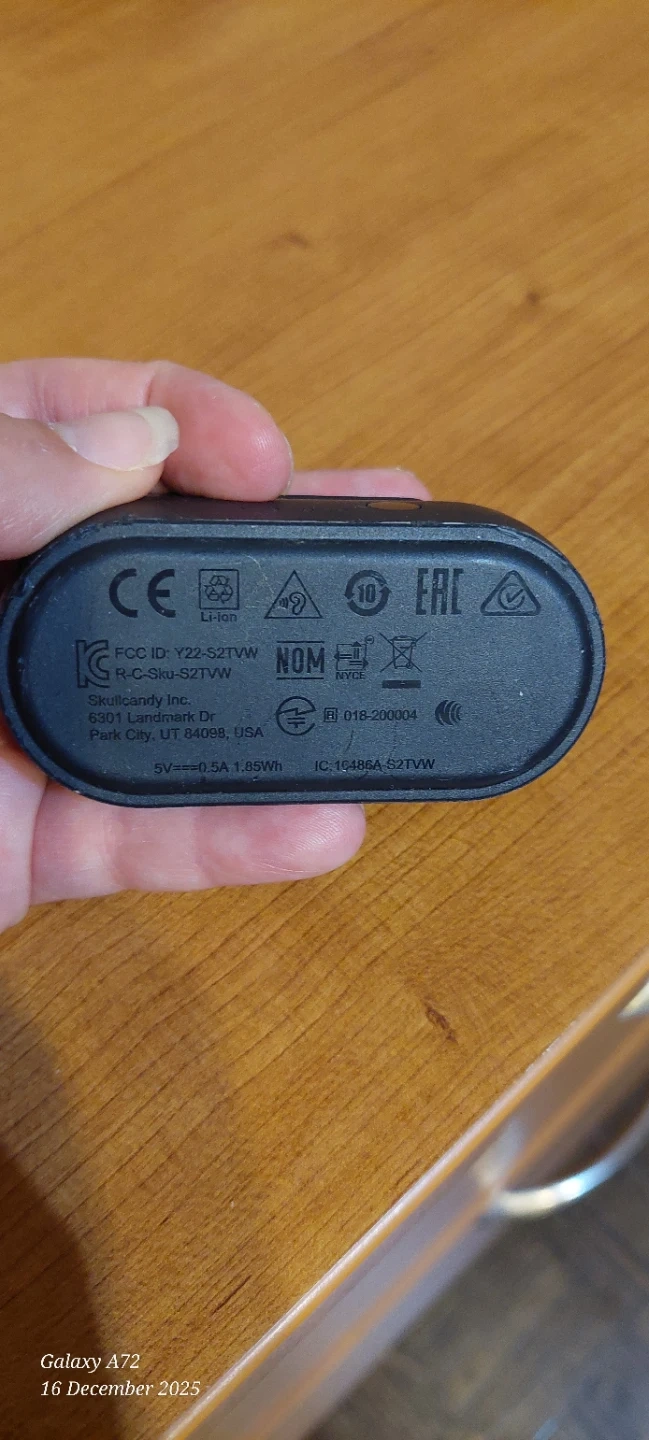 CE
Li-ion
10
EAC
FCC ID: Y22-S2TVW
R-C-Sku-S2TVW
NOM
NYCE
Skullcandy Inc.
6301 Landmark Dr
Park City, UT 84098, USA
R 018-200004
5V⎓0.5A 1.85Wh IC:16486A-S2TVW
Galaxy A72
16 December 2025